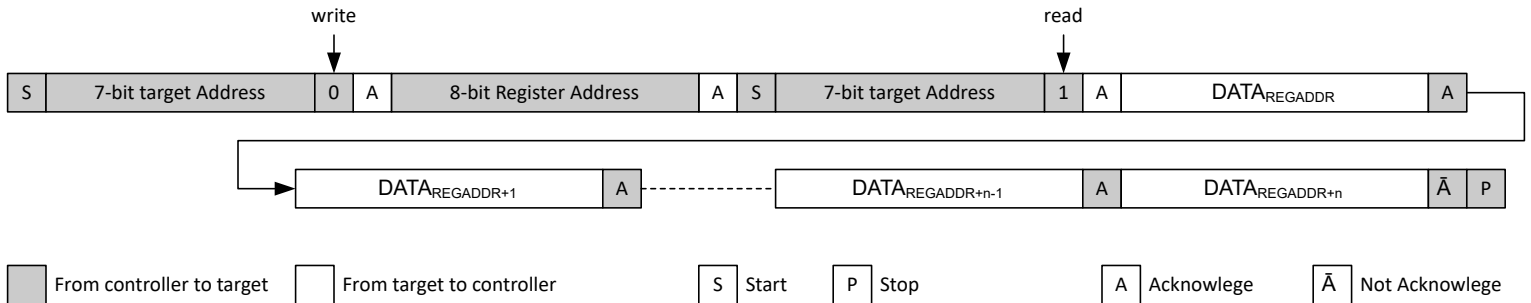 write read
S 7-bit target Address 0 A 8-bit Register Address A S 7-bit target Address 1 A DATAREGADDR A
DATAREGADDR+1 A DATAREGADDR+n-1 A DATAREGADDR+n Ā P
From controller to target From target to controller S Start P Stop A Acknowlege Ā Not Acknowlege